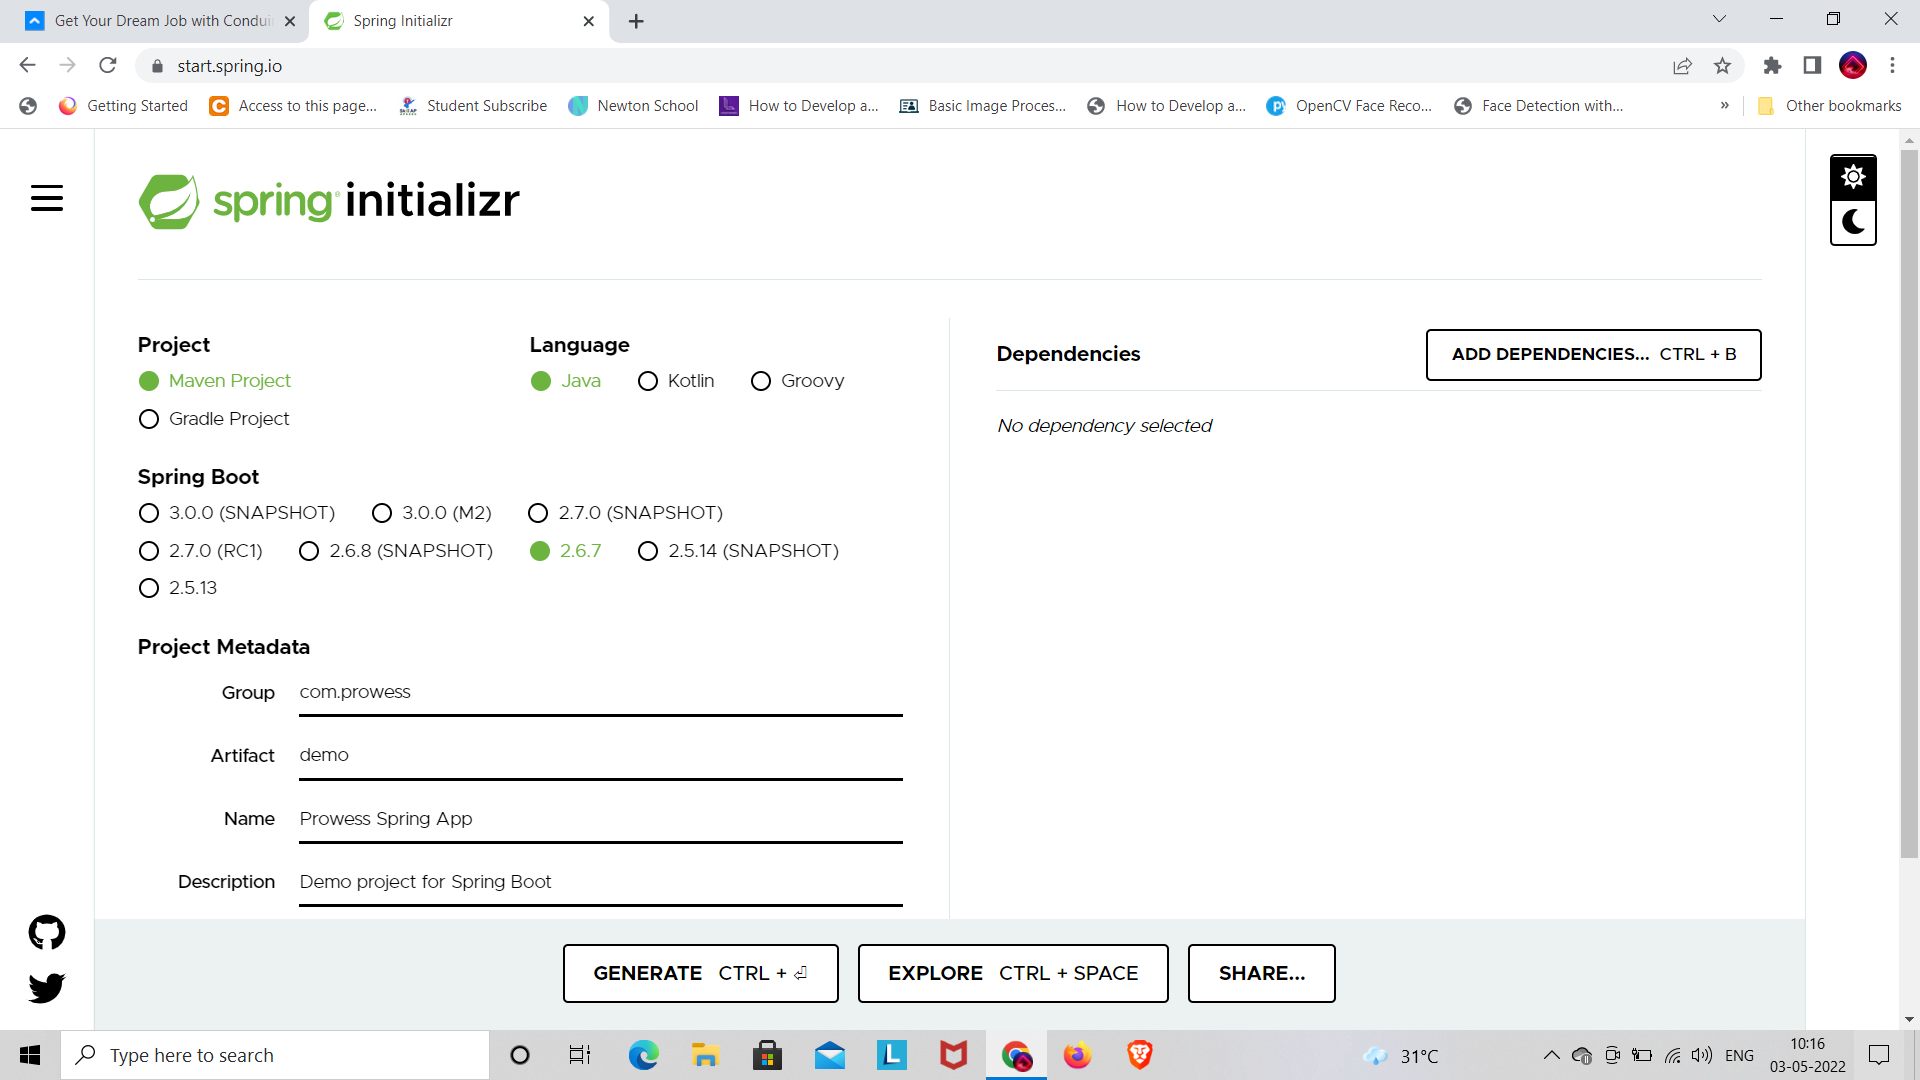 Get Your Dream Job with Condui
Spring Initializr
start.spring.io
Getting Started
Access to this page...
Student Subscribe
Newton School
How to Develop a...
Basic Image Proces...
How to Develop a...
OpenCV Face Reco...
Face Detection with...
»
Other bookmarks
spring initializr
Project
Language
Maven Project
Java
Kotlin
Groovy
Gradle Project
Dependencies
ADD DEPENDENCIES... CTRL + B
No dependency selected
Spring Boot
3.0.0 (SNAPSHOT)
3.0.0 (M2)
2.7.0 (SNAPSHOT)
2.7.0 (RC1)
2.6.8 (SNAPSHOT)
2.6.7
2.5.14 (SNAPSHOT)
2.5.13
Project Metadata
Group com.prowess
Artifact demo
Name Prowess Spring App
Description Demo project for Spring Boot
GENERATE CTRL + ⏎
EXPLORE CTRL + SPACE
SHARE...
Type here to search
31°C
ENG
10:16
03-05-2022